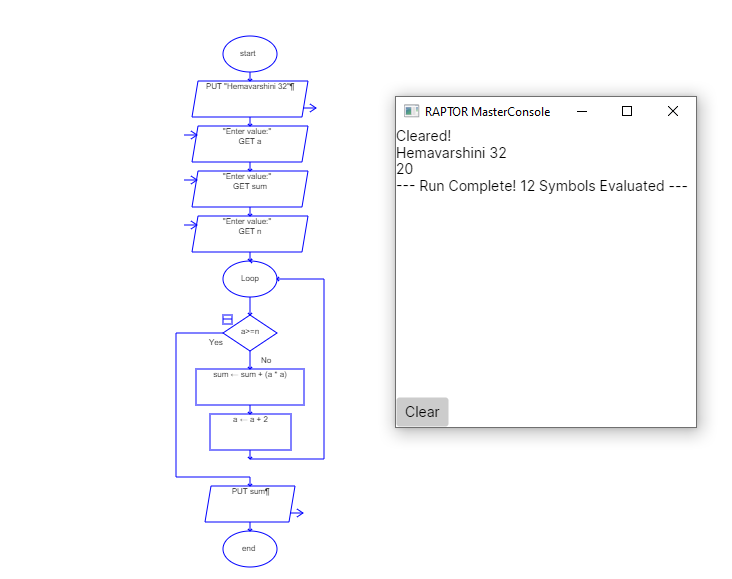 start
PUT "Hemavarshini 32"¶
"Enter value:"
GET a
"Enter value:"
GET sum
"Enter value:"
GET n
Loop
a>=n
Yes
No
sum ← sum + (a * a)
a ← a + 2
PUT sum¶
end
RAPTOR MasterConsole
Cleared!
Hemavarshini 32
20
--- Run Complete! 12 Symbols Evaluated ---
Clear